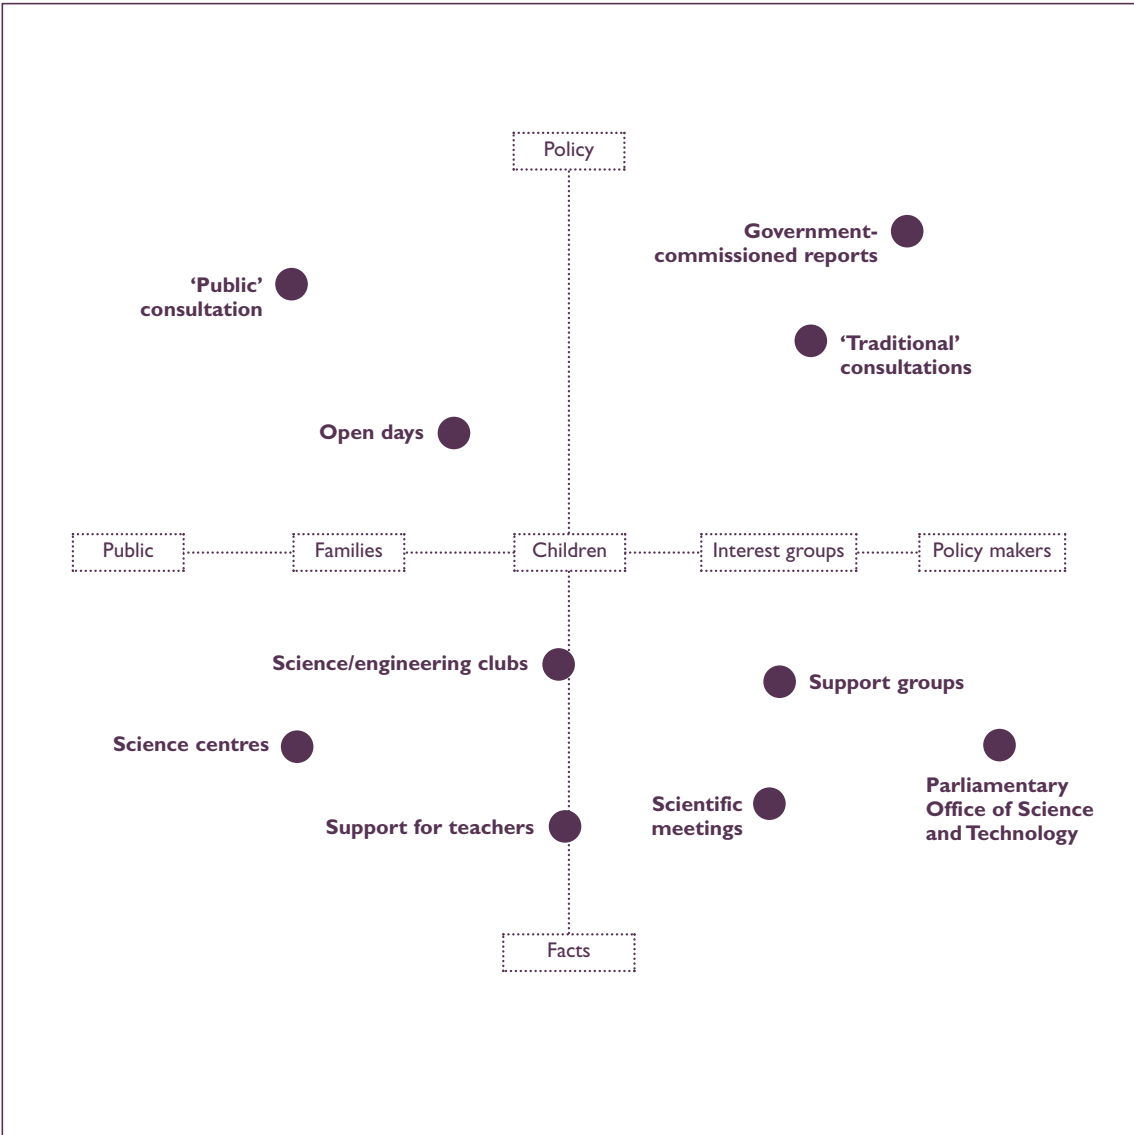 Policy
Government-
commissioned reports
‘Public’
consultation
‘Traditional’
consultations
Open days
Public
Families
Children
Interest groups
Policy makers
Science/engineering clubs
Support groups
Science centres
Parliamentary
Office of Science
and Technology
Scientific
meetings
Support for teachers
Facts